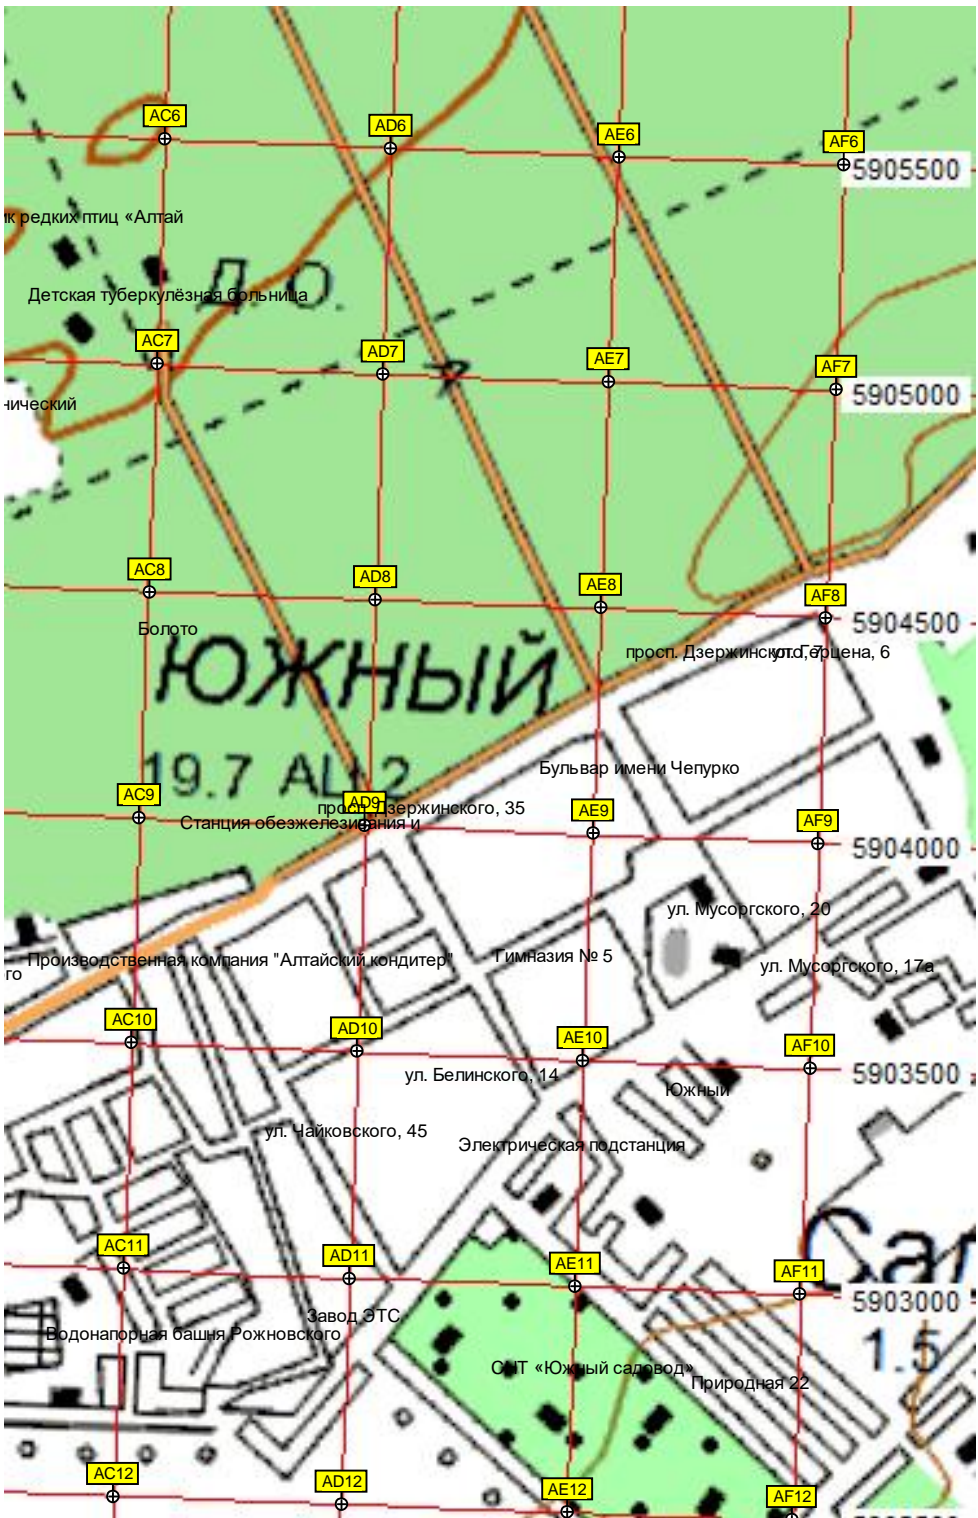 AC6
AD6
AE6
AF6
5905500
редких птиц «Алтай
Д. О.
Детская туберкулёзная больница
AC7
AD7
AE7
AF7
5905000
нический
AC8
AD8
AE8
AF8
5904500
Болото
ЮЖНЫЙ
просп. Дзержинского, 7
ул. Герцена, 6
19.7
Бульвар имени Чепурко
AC9
AD9
AE9
AF9
просп. Дзержинского, 35
Станция обезжелезивания и
5904000
ул. Мусоргского, 20
Производственная компания "Алтайский кондитер"
Гимназия № 5
ул. Мусоргского, 17а
го
AC10
AD10
AE10
AF10
5903500
ул. Белинского, 14
Южный
ул. Чайковского, 45
Электрическая подстанция
AC11
AD11
AE11
AF11
5903000
Завод ЭТС
Водонапорная башня Рожновского
1.5
СНТ «Южный садовод»
Природная 22
AC12
AD12
AE12
AF12